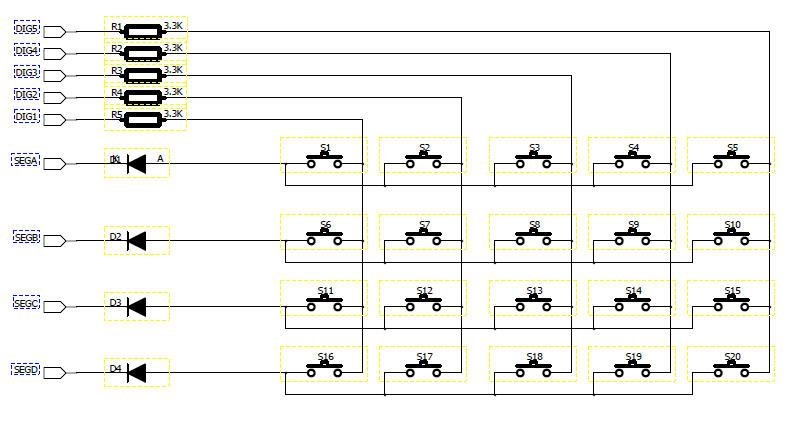 DIG5 R1 3.3K
DIG4 R2 3.3K
DIG3 R3 3.3K
DIG2 R4 3.3K
DIG1 R5 3.3K
SEGA K A S1 S2 S3 S4 S5
SEGB D2 S6 S7 S8 S9 S10
SEGC D3 S11 S12 S13 S14 S15
SEGD D4 S16 S17 S18 S19 S20